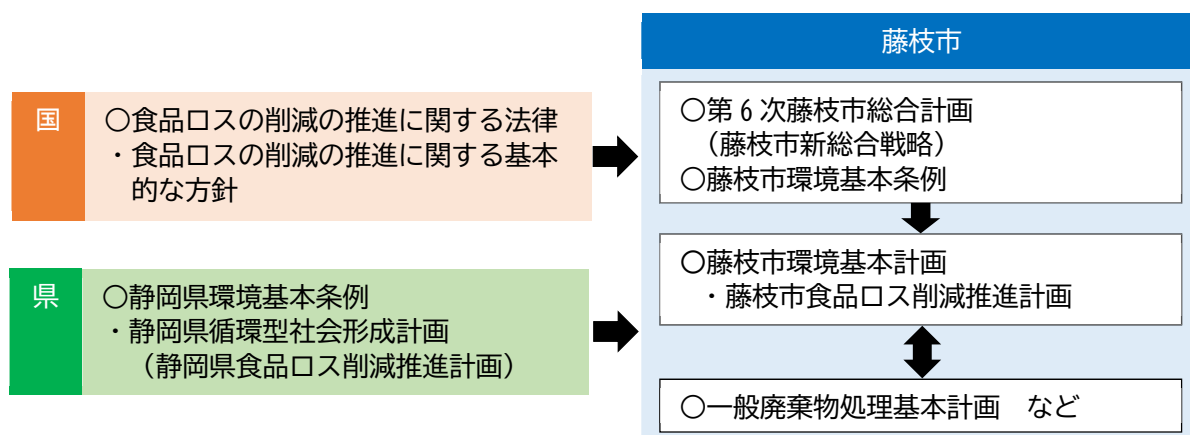 国
〇食品ロスの削減の推進に関する法律
・食品ロスの削減の推進に関する基本
的な方針
県
〇静岡県環境基本条例
・静岡県循環型社会形成計画
（静岡県食品ロス削減推進計画）
藤枝市
〇第６次藤枝市総合計画
（藤枝市新総合戦略）
〇藤枝市環境基本条例
〇藤枝市環境基本計画
・藤枝市食品ロス削減推進計画
〇一般廃棄物処理基本計画　など